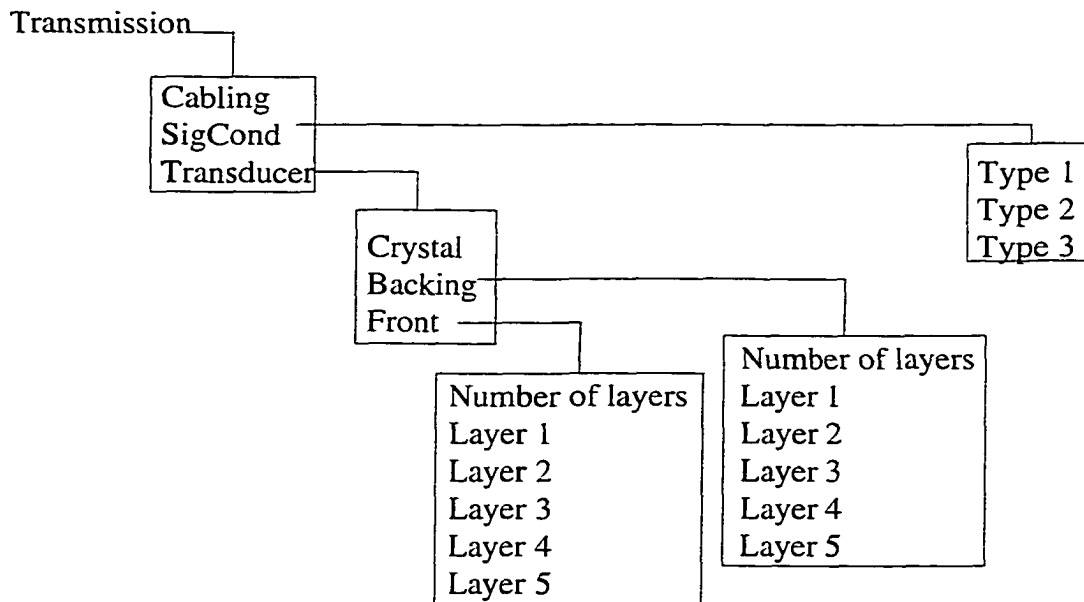 Transmission
Cabling
SigCond
Transducer
Type 1
Type 2
Type 3
Crystal
Backing
Front
Number of layers
Layer 1
Layer 2
Layer 3
Layer 4
Layer 5
Number of layers
Layer 1
Layer 2
Layer 3
Layer 4
Layer 5